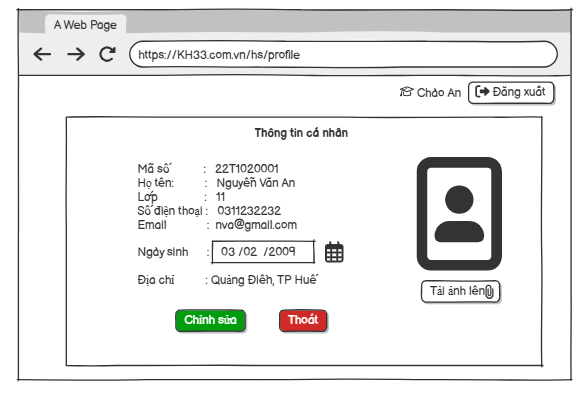 A Web Page
https://KH33.com.vn/hs/profile
Chào An
Đăng xuất
Thông tin cá nhân
Mã số : 22T1020001
Họ tên: : Nguyễn Văn An
Lớp : 11
Số điện thoại : 0311232232
Email : nva@gmail.com
Ngày sinh : 03 /02 /2009
Địa chỉ : Quảng Điền, TP Huế
Tải ảnh lên
Chỉnh sửa
Thoát